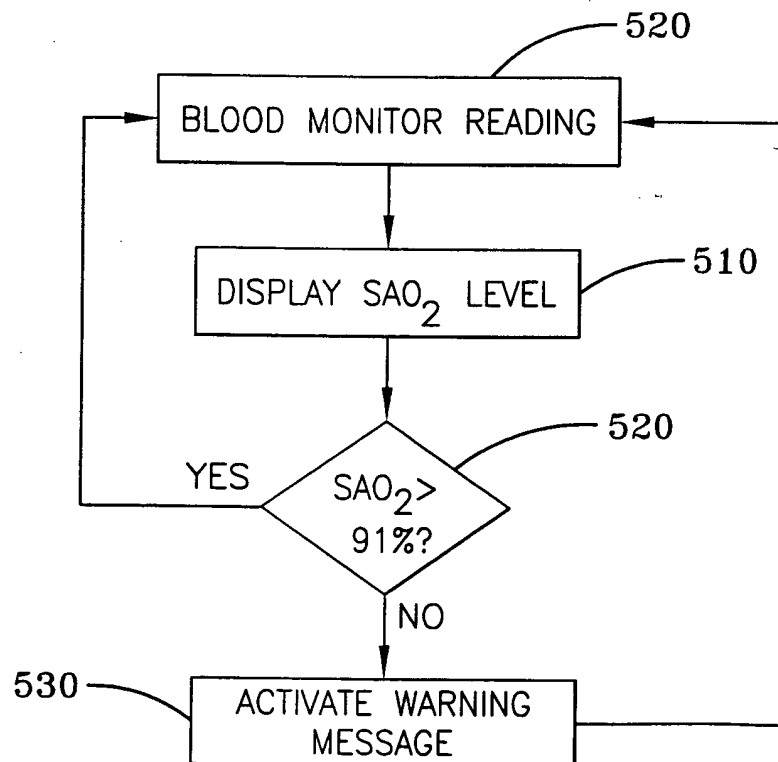 520
BLOOD MONITOR READING
510
DISPLAY SAO₂ LEVEL
520
YES
SAO₂>
91%?
NO
530
ACTIVATE WARNING
MESSAGE